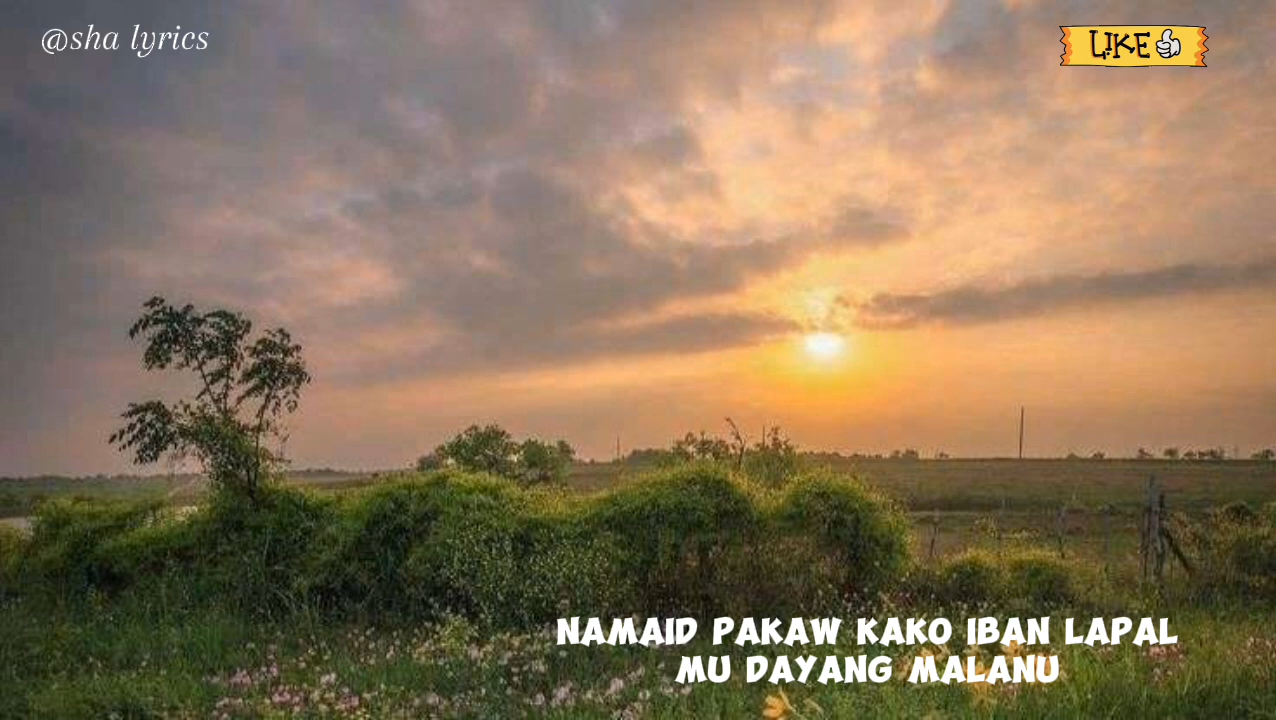 @sha lyrics
LIKE
NAMAID PAKAW KAKO IBAN LAPAL
MU DAYANG MALANU